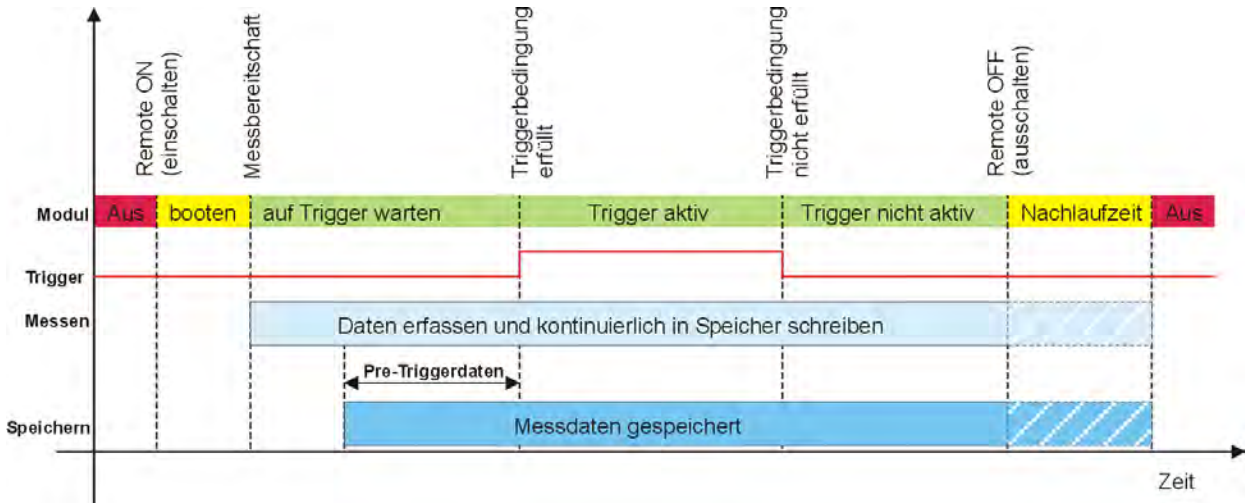 Remote ON
(einschalten)
Messbereitschaft
Triggerbedingung
erfüllt
Triggerbedingung
nicht erfüllt
Remote OFF
(ausschalten)
Modul
Aus
booten
auf Trigger warten
Trigger aktiv
Trigger nicht aktiv
Nachlaufzeit
Aus
Trigger
Messen
Daten erfassen und kontinuierlich in Speicher schreiben
Pre-Triggerdaten
Speichern
Messdaten gespeichert
Zeit